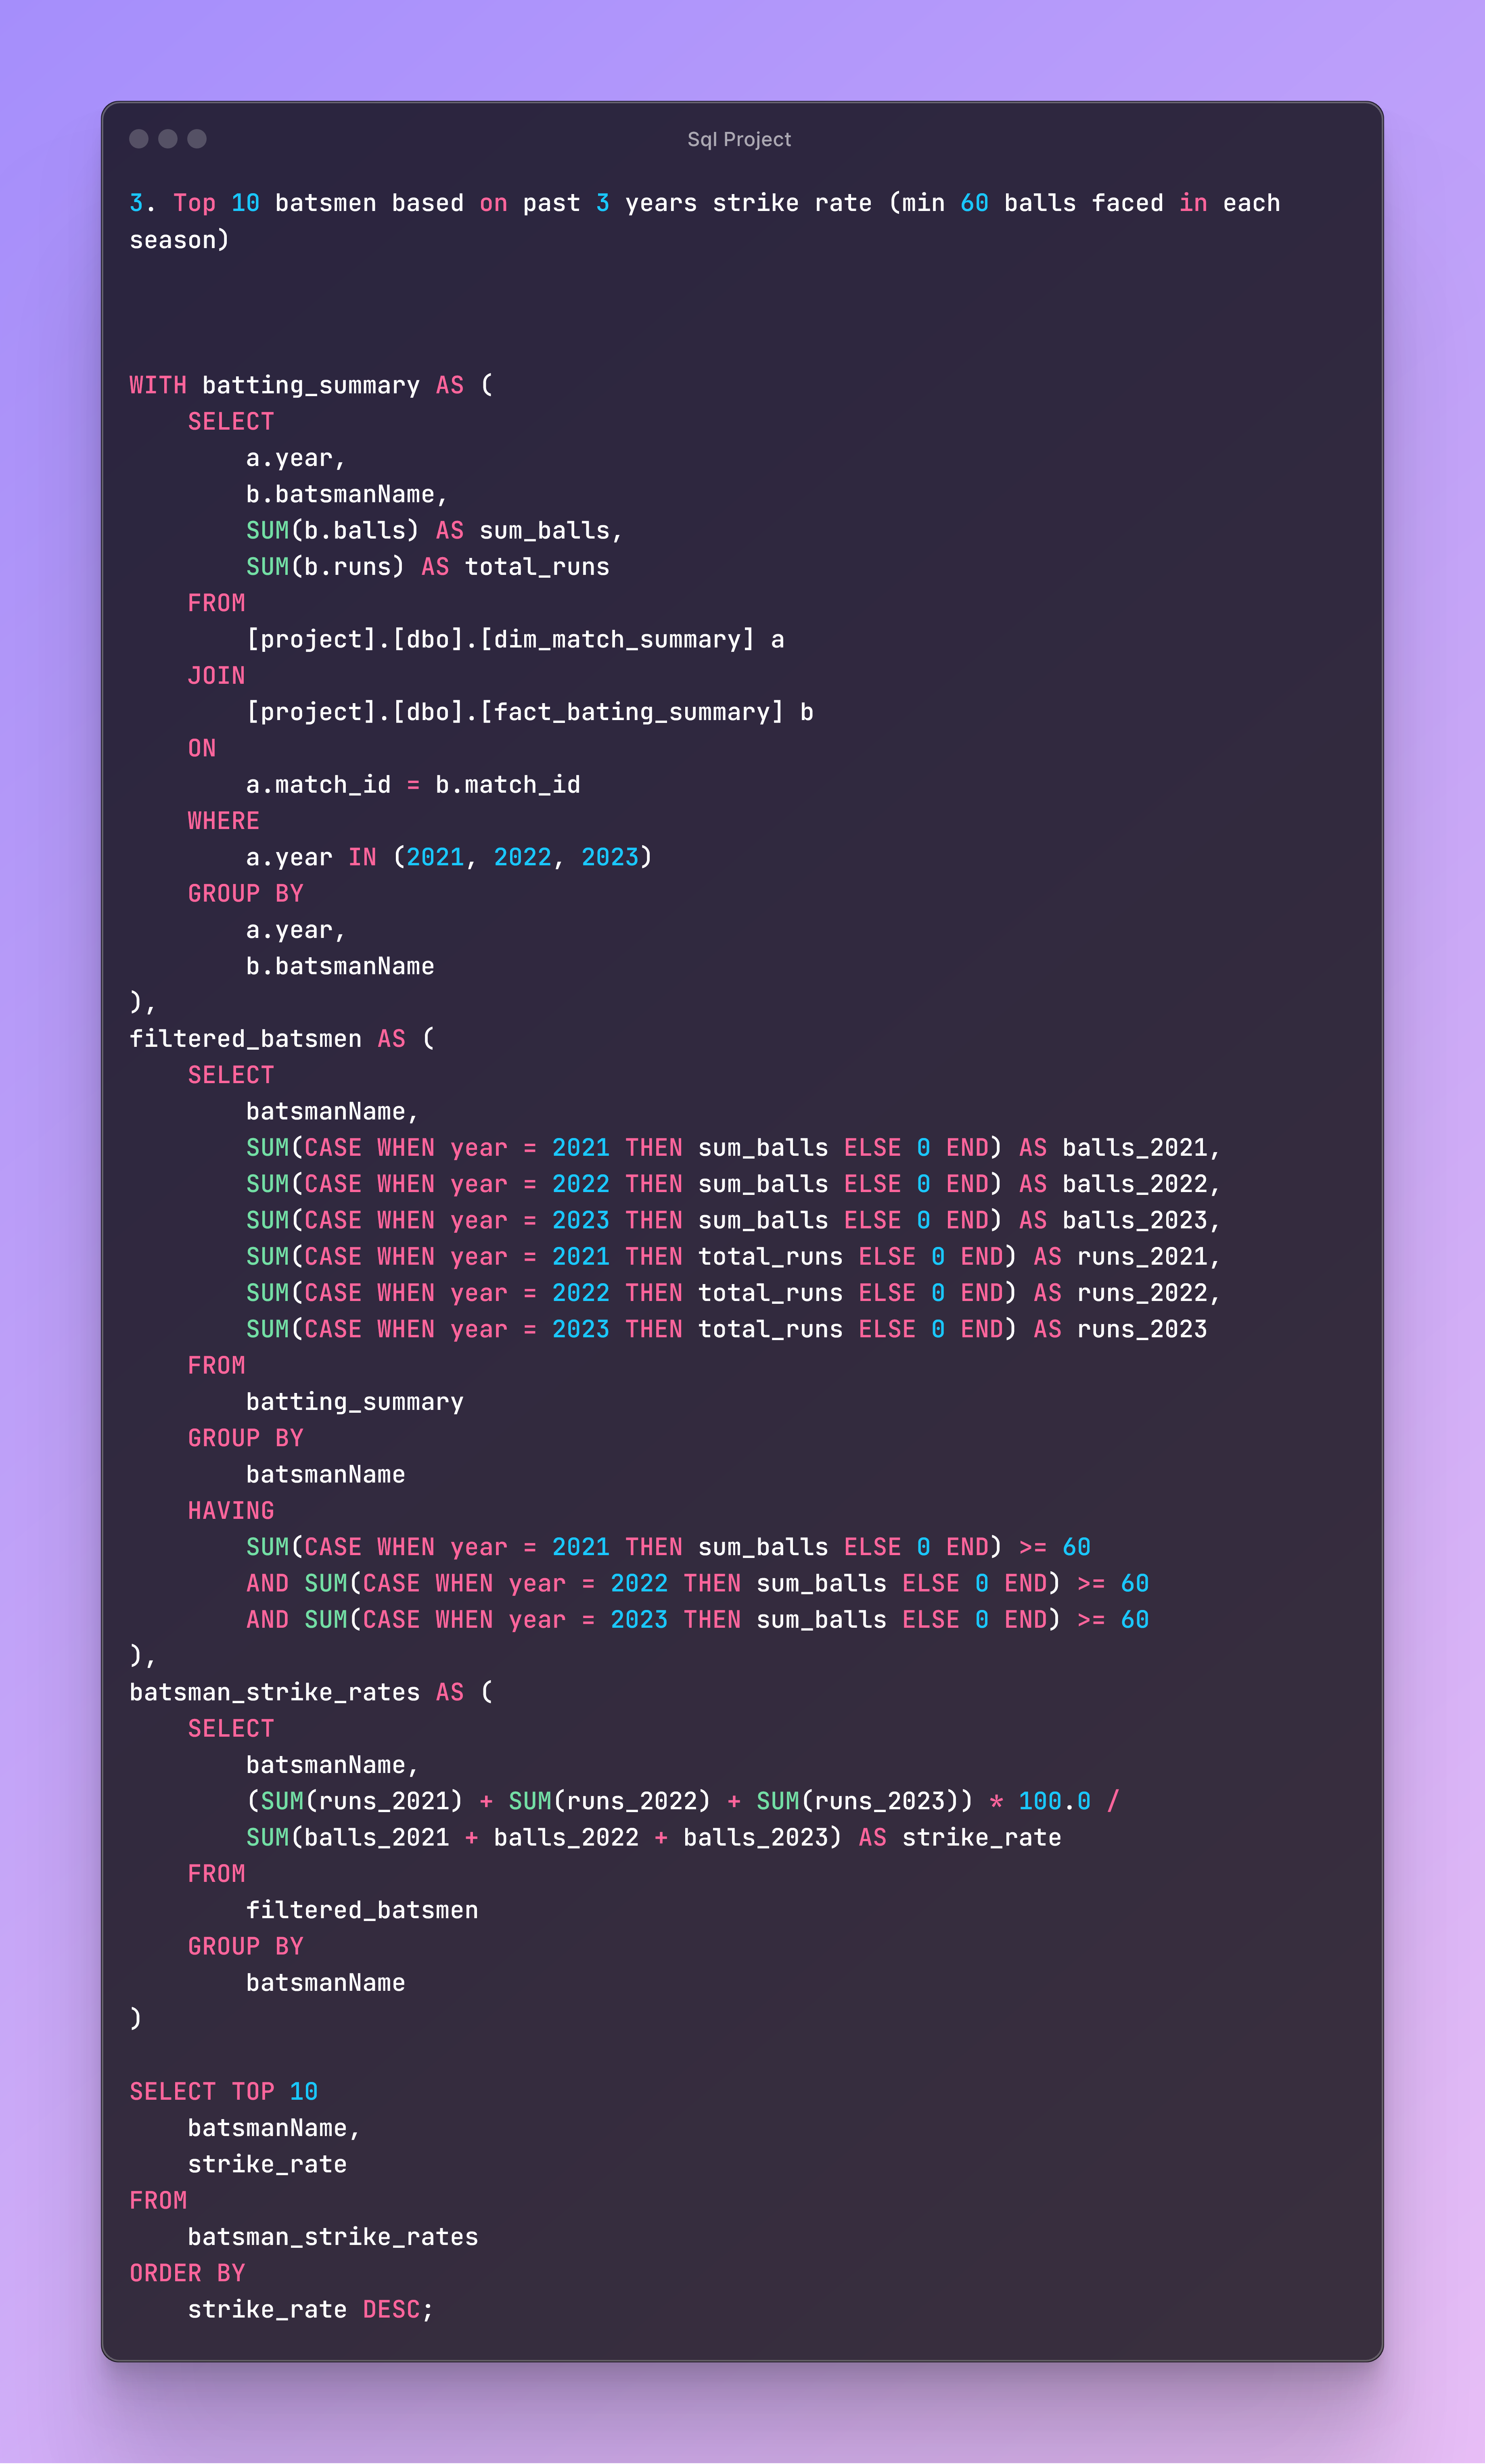 Sql Project
3. Top 10 batsmen based on past 3 years strike rate (min 60 balls faced in each
season)
WITH batting_summary AS (
    SELECT
        a.year,
        b.batsmanName,
        SUM(b.balls) AS sum_balls,
        SUM(b.runs) AS total_runs
    FROM
        [project].[dbo].[dim_match_summary] a
    JOIN
        [project].[dbo].[fact_bating_summary] b
    ON
        a.match_id = b.match_id
    WHERE
        a.year IN (2021, 2022, 2023)
    GROUP BY
        a.year,
        b.batsmanName
),
filtered_batsmen AS (
    SELECT
        batsmanName,
        SUM(CASE WHEN year = 2021 THEN sum_balls ELSE 0 END) AS balls_2021,
        SUM(CASE WHEN year = 2022 THEN sum_balls ELSE 0 END) AS balls_2022,
        SUM(CASE WHEN year = 2023 THEN sum_balls ELSE 0 END) AS balls_2023,
        SUM(CASE WHEN year = 2021 THEN total_runs ELSE 0 END) AS runs_2021,
        SUM(CASE WHEN year = 2022 THEN total_runs ELSE 0 END) AS runs_2022,
        SUM(CASE WHEN year = 2023 THEN total_runs ELSE 0 END) AS runs_2023
    FROM
        batting_summary
    GROUP BY
        batsmanName
    HAVING
        SUM(CASE WHEN year = 2021 THEN sum_balls ELSE 0 END) >= 60
        AND SUM(CASE WHEN year = 2022 THEN sum_balls ELSE 0 END) >= 60
        AND SUM(CASE WHEN year = 2023 THEN sum_balls ELSE 0 END) >= 60
),
batsman_strike_rates AS (
    SELECT
        batsmanName,
        (SUM(runs_2021) + SUM(runs_2022) + SUM(runs_2023)) * 100.0 /
        SUM(balls_2021 + balls_2022 + balls_2023) AS strike_rate
    FROM
        filtered_batsmen
    GROUP BY
        batsmanName
)
SELECT TOP 10
    batsmanName,
    strike_rate
FROM
    batsman_strike_rates
ORDER BY
    strike_rate DESC;